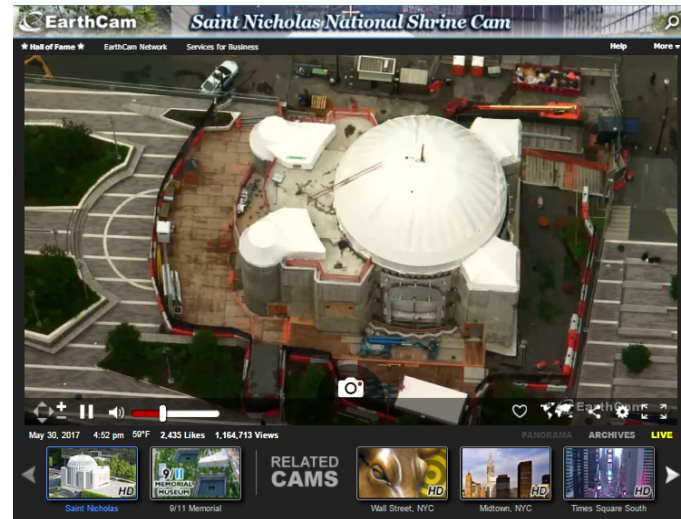 EarthCam
Saint Nicholas National Shrine Cam
★ Hall of Fame ★ EarthCam Network Services for Business Help More ▾
EarthCam
May 30, 2017 4:52 pm 59°F 2,435 Likes 1,164,713 Views PANORAMA ARCHIVES LIVE
HD
9/11
MEMORIAL
MUSEUM
HD
RELATED
CAMS
HD
HD
HD
Saint Nicholas 9/11 Memorial Wall Street, NYC Midtown, NYC Times Square South